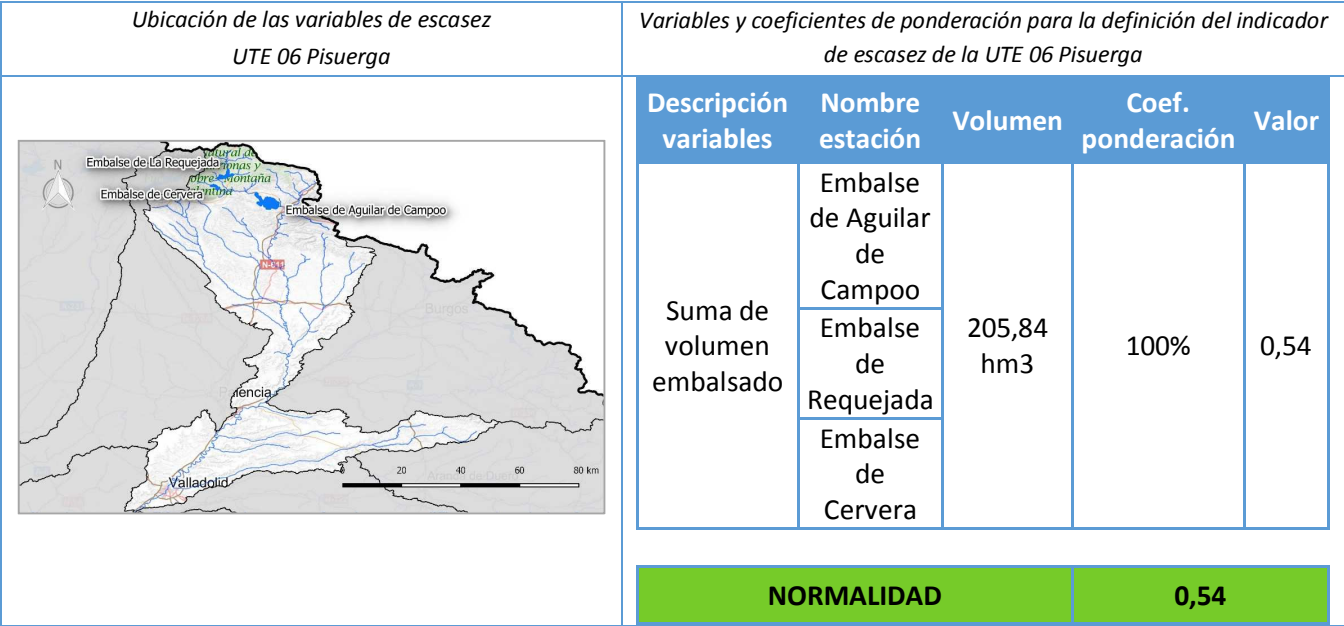 Ubicación de las variables de escasez
UTE 06 Pisuerga
Variables y coeficientes de ponderación para la definición del indicador
de escasez de la UTE 06 Pisuerga
N
Embalse de La Requejada
Embalse de Cervera
Montaña
Embalse de Aguilar de Campoo
Burgos
Valladolid
20
40
60
80 km
Descripción
variables
Nombre
estación
Volumen
Coef.
ponderación
Valor
Suma de
volumen
embalsado
Embalse
de Aguilar
de
Campoo
Embalse
de
Requejada
Embalse
de
Cervera
205,84
hm3
100%
0,54
NORMALIDAD
0,54